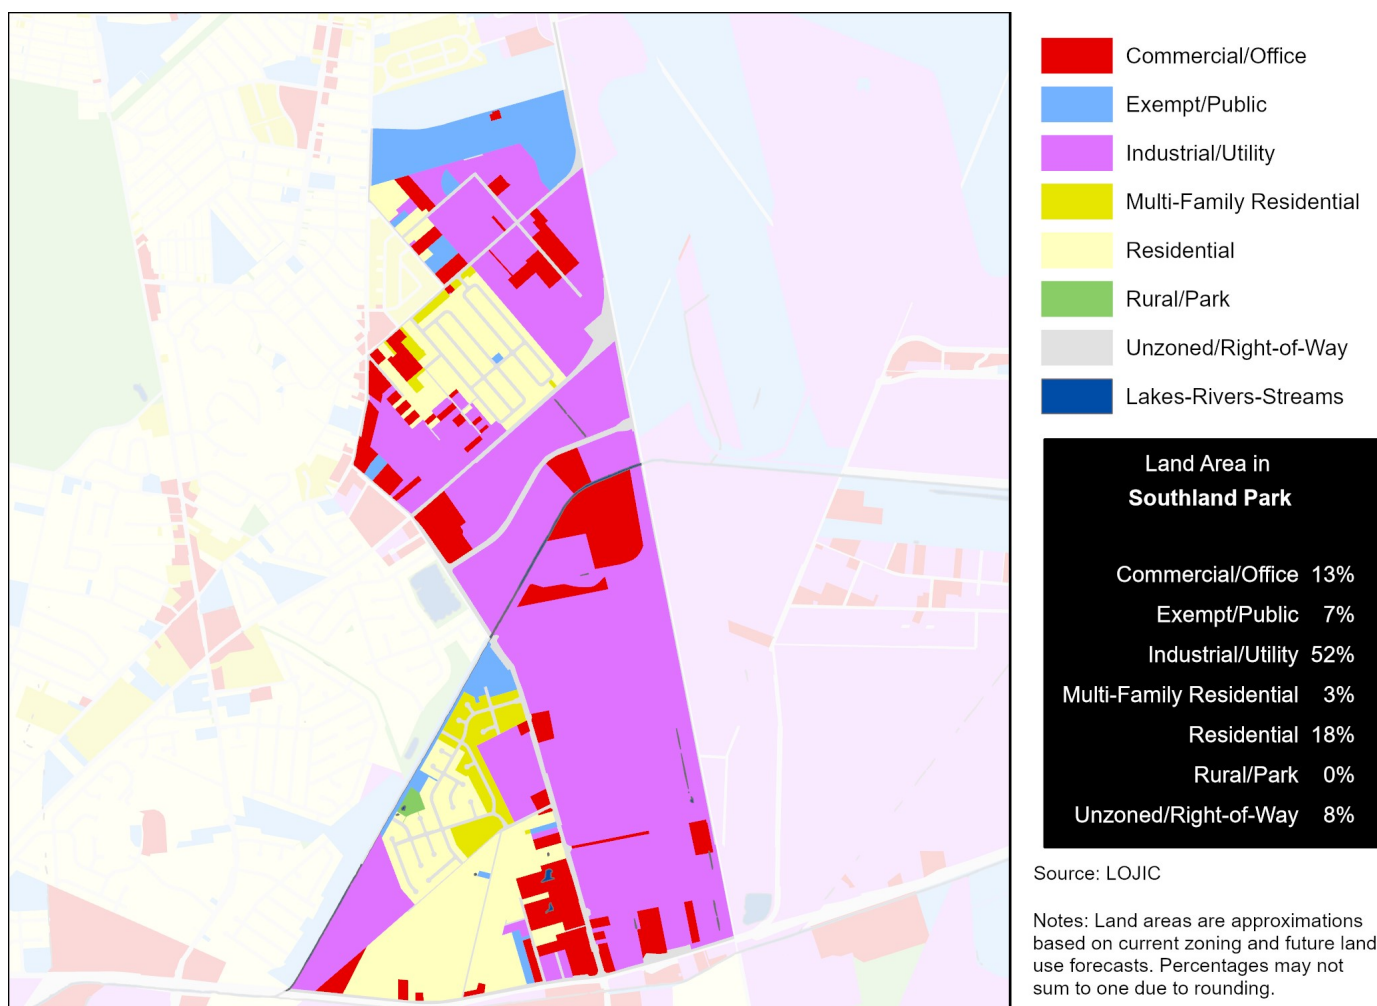 Commercial/Office
Exempt/Public
Industrial/Utility
Multi-Family Residential
Residential
Rural/Park
Unzoned/Right-of-Way
Lakes-Rivers-Streams
Land Area in
Southland Park
Commercial/Office 13%
Exempt/Public 7%
Industrial/Utility 52%
Multi-Family Residential 3%
Residential 18%
Rural/Park 0%
Unzoned/Right-of-Way 8%
Source: LOJIC
Notes: Land areas are approximations
based on current zoning and future land
use forecasts. Percentages may not
sum to one due to rounding.